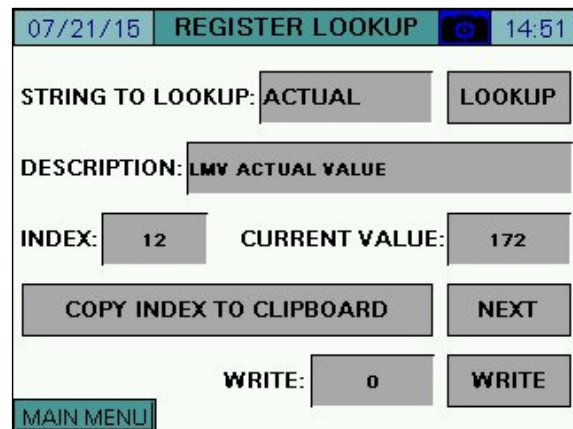 07/21/15 REGISTER LOOKUP 14:51
STRING TO LOOKUP: ACTUAL LOOKUP
DESCRIPTION: LMV ACTUAL VALUE
INDEX: 12 CURRENT VALUE: 172
COPY INDEX TO CLIPBOARD NEXT
WRITE: 0 WRITE
MAIN MENU